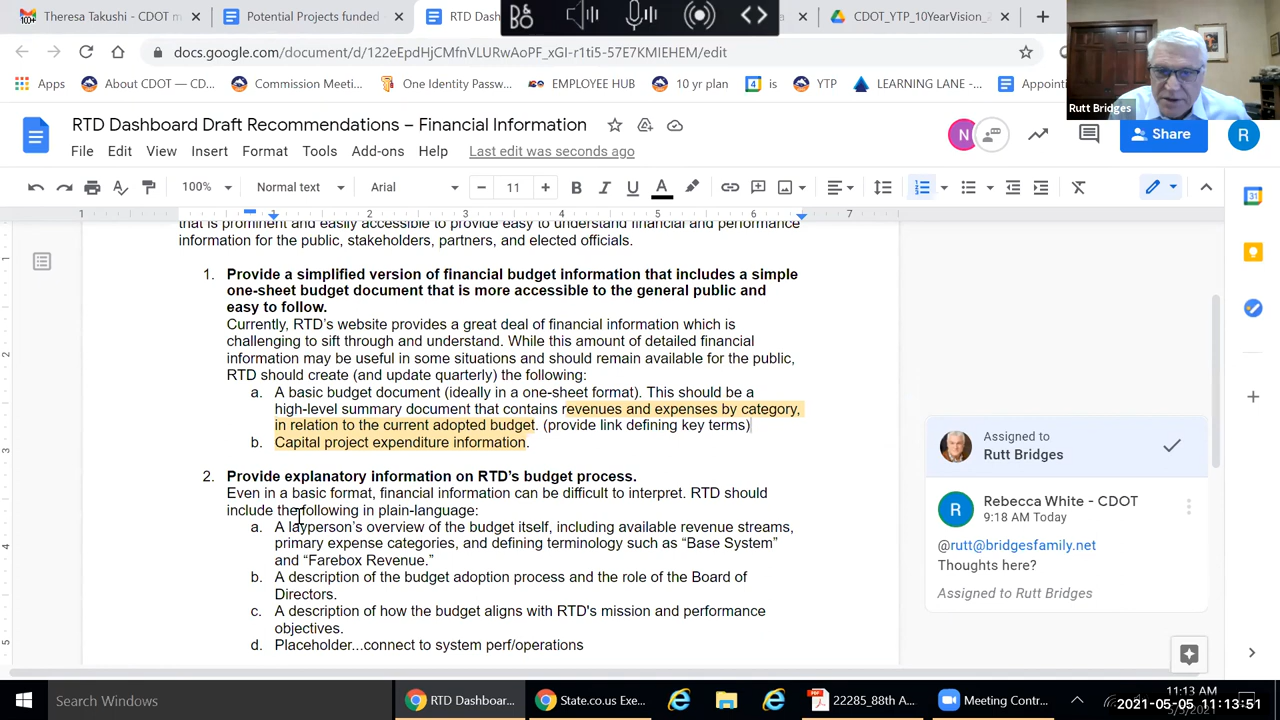 Theresa Takushi - CDOT m
Potential Projects funded
RTD Dash
CDOT_YTP_10YearVision_
docs.google.com/document/d/122eEpdHjCMfnVLURwAoPF_xGI-r1ti5-57E7KMIEHEM/edit
Apps
About CDOT — CD...
Commission Meeti...
One Identity Passw...
EMPLOYEE HUB
10 yr plan
is
YTP
LEARNING LANE -...
Appointi
Rutt Bridges
RTD Dashboard Draft Recommendations – Financial Information
File Edit View Insert Format Tools Add-ons Help Last edit was seconds ago
N
Share
R
100% Normal text Arial 11
1 1 2 3 4 5 6 7
that is prominent and easily accessible to provide easy to understand financial and performance
information for the public, stakeholders, partners, and elected officials.
1. Provide a simplified version of financial budget information that includes a simple
one-sheet budget document that is more accessible to the general public and
easy to follow.
Currently, RTD's website provides a great deal of financial information which is
challenging to sift through and understand. While this amount of detailed financial
information may be useful in some situations and should remain available for the public,
RTD should create (and update quarterly) the following:
a. A basic budget document (ideally in a one-sheet format). This should be a
high-level summary document that contains revenues and expenses by category,
in relation to the current adopted budget. (provide link defining key terms)
b. Capital project expenditure information.
2. Provide explanatory information on RTD's budget process.
Even in a basic format, financial information can be difficult to interpret. RTD should
include the following in plain-language:
a. A layperson's overview of the budget itself, including available revenue streams,
primary expense categories, and defining terminology such as “Base System”
and “Farebox Revenue.”
b. A description of the budget adoption process and the role of the Board of
Directors.
c. A description of how the budget aligns with RTD's mission and performance
objectives.
d. Placeholder...connect to system perf/operations
Assigned to
Rutt Bridges
R
Rebecca White - CDOT
9:18 AM Today
@rutt@bridgesfamily.net
Thoughts here?
Assigned to Rutt Bridges
Search Windows
RTD Dashboar...
State.co.us Exe...
22285_88th A...
Meeting Contr...
11:13 AM
2021-05-05 11:13:51